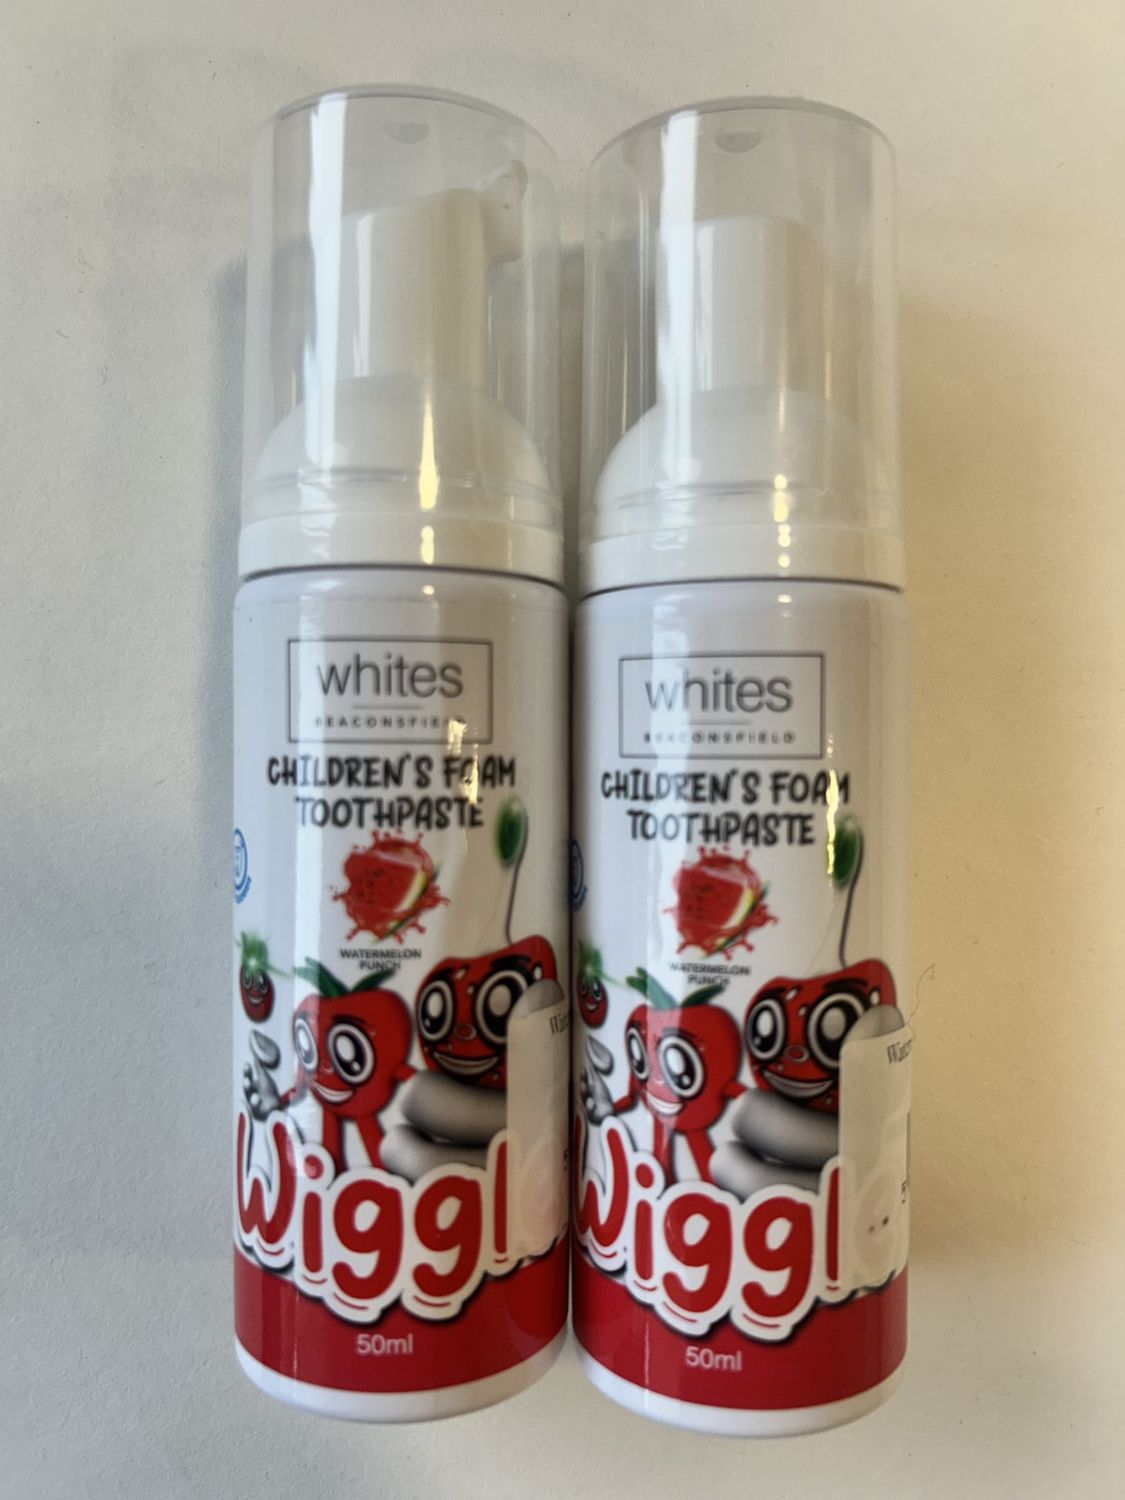 whites
BEACONSFIELD
CHILDREN'S FOAM
TOOTHPASTE
WATERMELON
PUNCH
Wiggl
50ml
whites
BEACONSFIELD
CHILDREN'S FOAM
TOOTHPASTE
WATERMELON
PUNCH
Wiggl
50ml